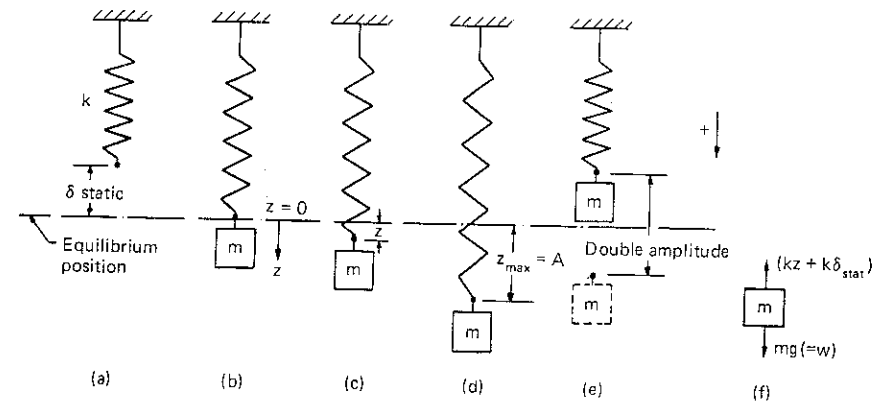 k
δ static
Equilibrium
position
z = 0
z
m
z
m
z_max = A
m
m
Double amplitude
m
+
(kz + kδ_stat)
m
mg (=w)
(a)
(b)
(c)
(d)
(e)
(f)